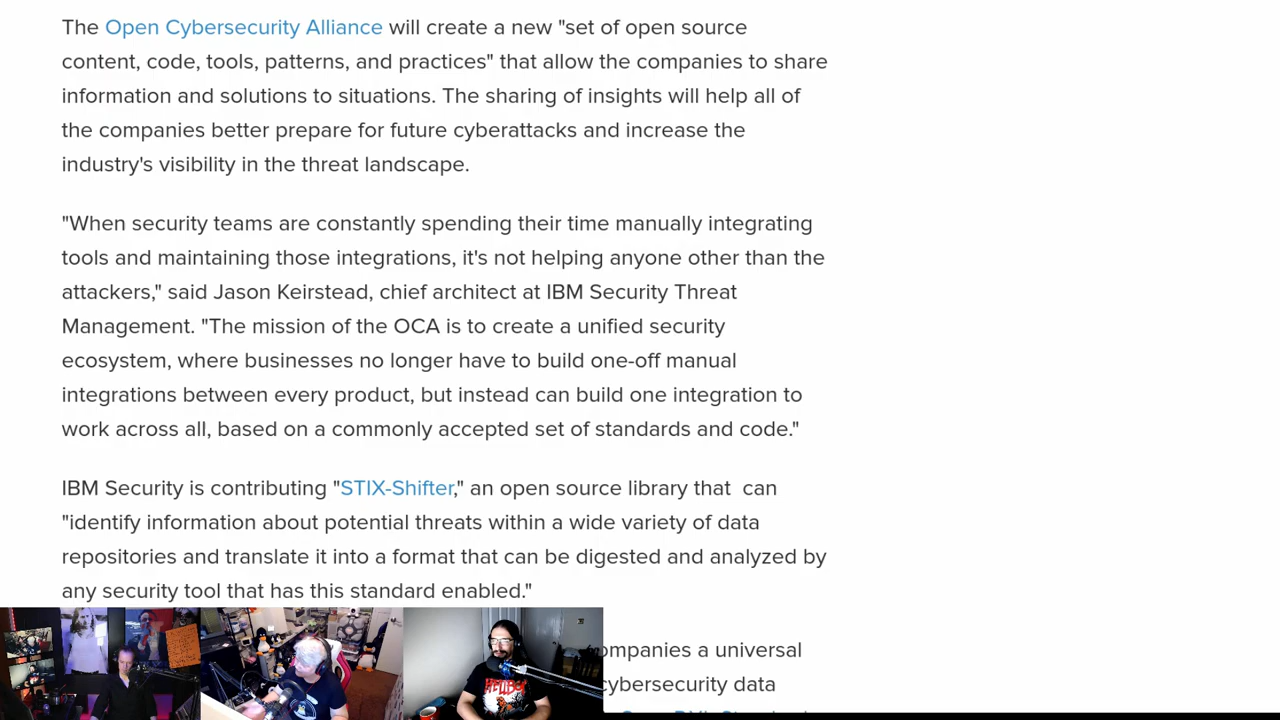 The Open Cybersecurity Alliance will create a new "set of open source
content, code, tools, patterns, and practices" that allow the companies to share
information and solutions to situations. The sharing of insights will help all of
the companies better prepare for future cyberattacks and increase the
industry's visibility in the threat landscape.
"When security teams are constantly spending their time manually integrating
tools and maintaining those integrations, it's not helping anyone other than the
attackers," said Jason Keirstead, chief architect at IBM Security Threat
Management. "The mission of the OCA is to create a unified security
ecosystem, where businesses no longer have to build one-off manual
integrations between every product, but instead can build one integration to
work across all, based on a commonly accepted set of standards and code."
IBM Security is contributing "STIX-Shifter," an open source library that can
"identify information about potential threats within a wide variety of data
repositories and translate it into a format that can be digested and analyzed by
any security tool that has this standard enabled."
ompanies a universal
cybersecurity data